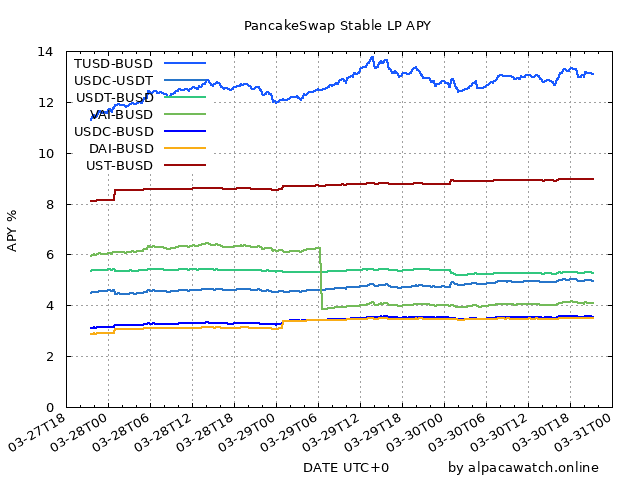 PancakeSwap Stable LP APY
14
12
10
8
6
4
2
0
APY %
TUSD-BUSD
USDC-USDT
USDT-BUSD
VAI-BUSD
USDC-BUSD
DAI-BUSD
UST-BUSD
03-27T18
03-28T00
03-28T06
03-28T12
03-28T18
03-29T00
03-29T06
03-29T12
03-29T18
03-30T00
03-30T06
03-30T12
03-30T18
03-31T00
DATE UTC+0
by alpacawatch.online